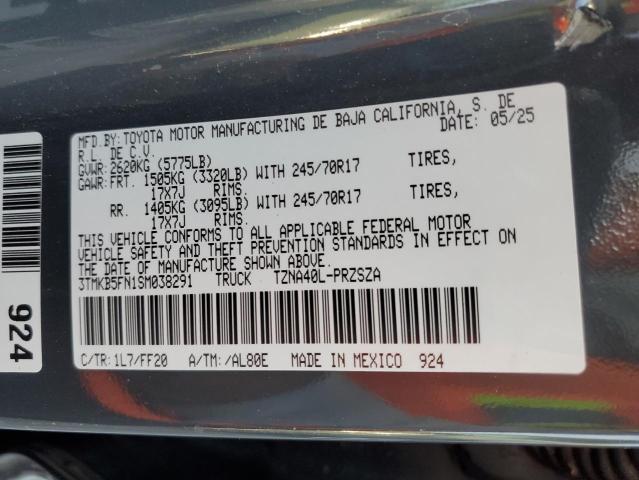 MFD.BY: TOYOTA MOTOR MANUFACTURING DE BAJA CALIFORNIA, S. DE
R.L. DE C.V. DATE: 05/25
GVWR: 2620KG (5775LB)
GAWR: FRT. 1505KG (3320LB) WITH 245/70R17 TIRES,
17X7J RIMS.
RR. 1405KG (3095LB) WITH 245/70R17 TIRES,
17X7J RIMS.
THIS VEHICLE CONFORMS TO ALL APPLICABLE FEDERAL MOTOR
VEHICLE SAFETY AND THEFT PREVENTION STANDARDS IN EFFECT ON
THE DATE OF MANUFACTURE SHOWN ABOVE.
3TMKB5FN1SM038291 TRUCK TZNA40L-PRZSZA
C/TR: 1L7/FF20 A/TM: /AL80E MADE IN MEXICO 924
924